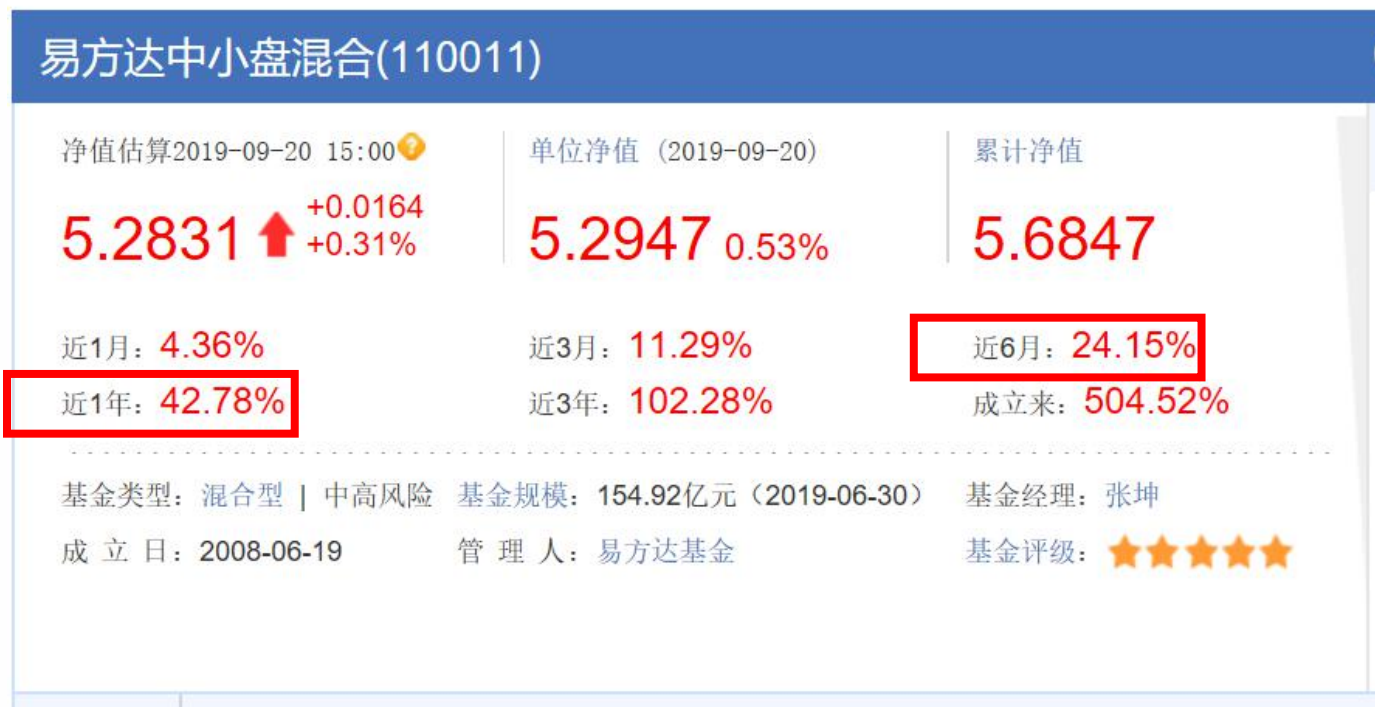 易方达中小盘混合(110011)
净值估算2019-09-20 15:00 单位净值 (2019-09-20) 累计净值
5.2831 +0.0164 +0.31% 5.2947 0.53% 5.6847
近1月：4.36% 近3月：11.29% 近6月：24.15%
近1年：42.78% 近3年：102.28% 成立来：504.52%
基金类型：混合型 | 中高风险 基金规模：154.92亿元（2019-06-30） 基金经理：张坤
成 立 日：2008-06-19 管 理 人：易方达基金 基金评级：